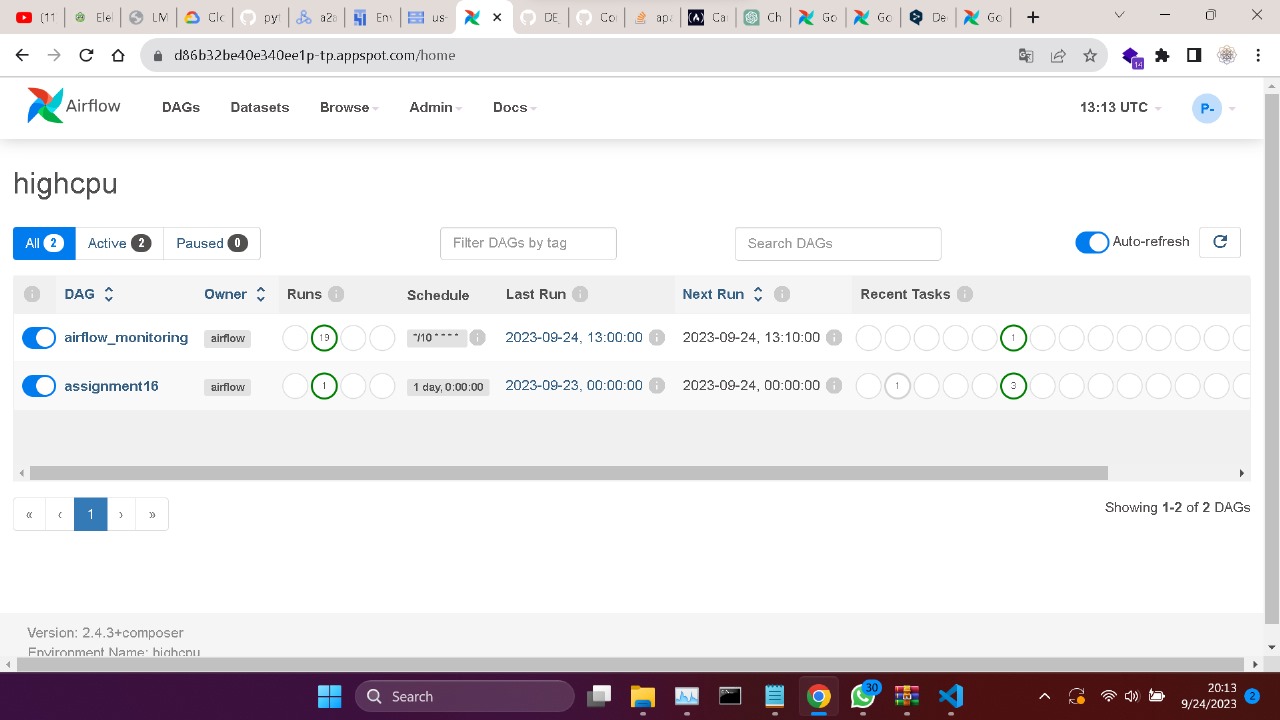 (11
Elel
LM
Clo
a2a
Env
us-
DE_
Co
ap
Ca
Ch
Go
Go
De
Go
d86b32be40e340ee1p-tp.appspot.com/home
14
Airflow DAGs Datasets Browse Admin Docs 13:13 UTC P-
highcpu
All 2 Active 2 Paused 0 Filter DAGs by tag Search DAGs Auto-refresh
DAG Owner Runs Schedule Last Run Next Run Recent Tasks
airflow_monitoring airflow 19 */10 * * * * 2023-09-24, 13:00:00 2023-09-24, 13:10:00 1
assignment16 airflow 1 1 day, 0:00:00 2023-09-23, 00:00:00 2023-09-24, 00:00:00 1 3
« ‹ 1 › » Showing 1-2 of 2 DAGs
Version: 2.4.3+composer
Environment Name: highcpu
Search 30 20:13
9/24/2023 2